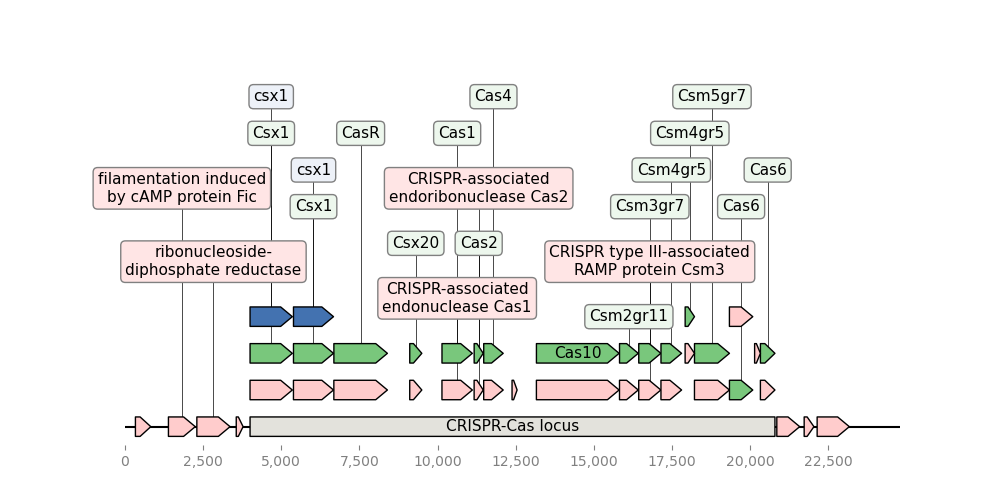 csx1
Cas4
Csm5gr7
Csx1
CasR
Cas1
Csm4gr5
filamentation induced
by cAMP protein Fic
csx1
CRISPR-associated
endoribonuclease Cas2
Csm4gr5
Cas6
Csx1
Csm3gr7
Cas6
ribonucleoside-
diphosphate reductase
Csx20
Cas2
CRISPR type III-associated
RAMP protein Csm3
CRISPR-associated
endonuclease Cas1
Csm2gr11
Cas10
CRISPR-Cas locus
0
2,500
5,000
7,500
10,000
12,500
15,000
17,500
20,000
22,500